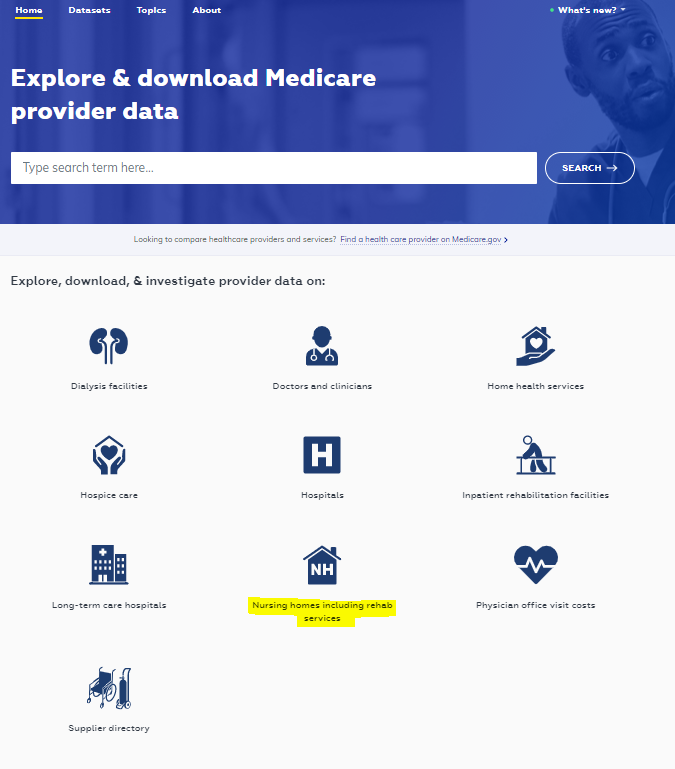 Home Datasets Topics About What's new?
Explore & download Medicare
provider data
Type search term here...
SEARCH
Looking to compare healthcare providers and services? Find a health care provider on Medicare.gov
Explore, download, & investigate provider data on:
Dialysis facilities
Doctors and clinicians
Home health services
Hospice care
H
Hospitals
Inpatient rehabilitation facilities
Long-term care hospitals
NH
Nursing homes including rehab
services
Physician office visit costs
Supplier directory